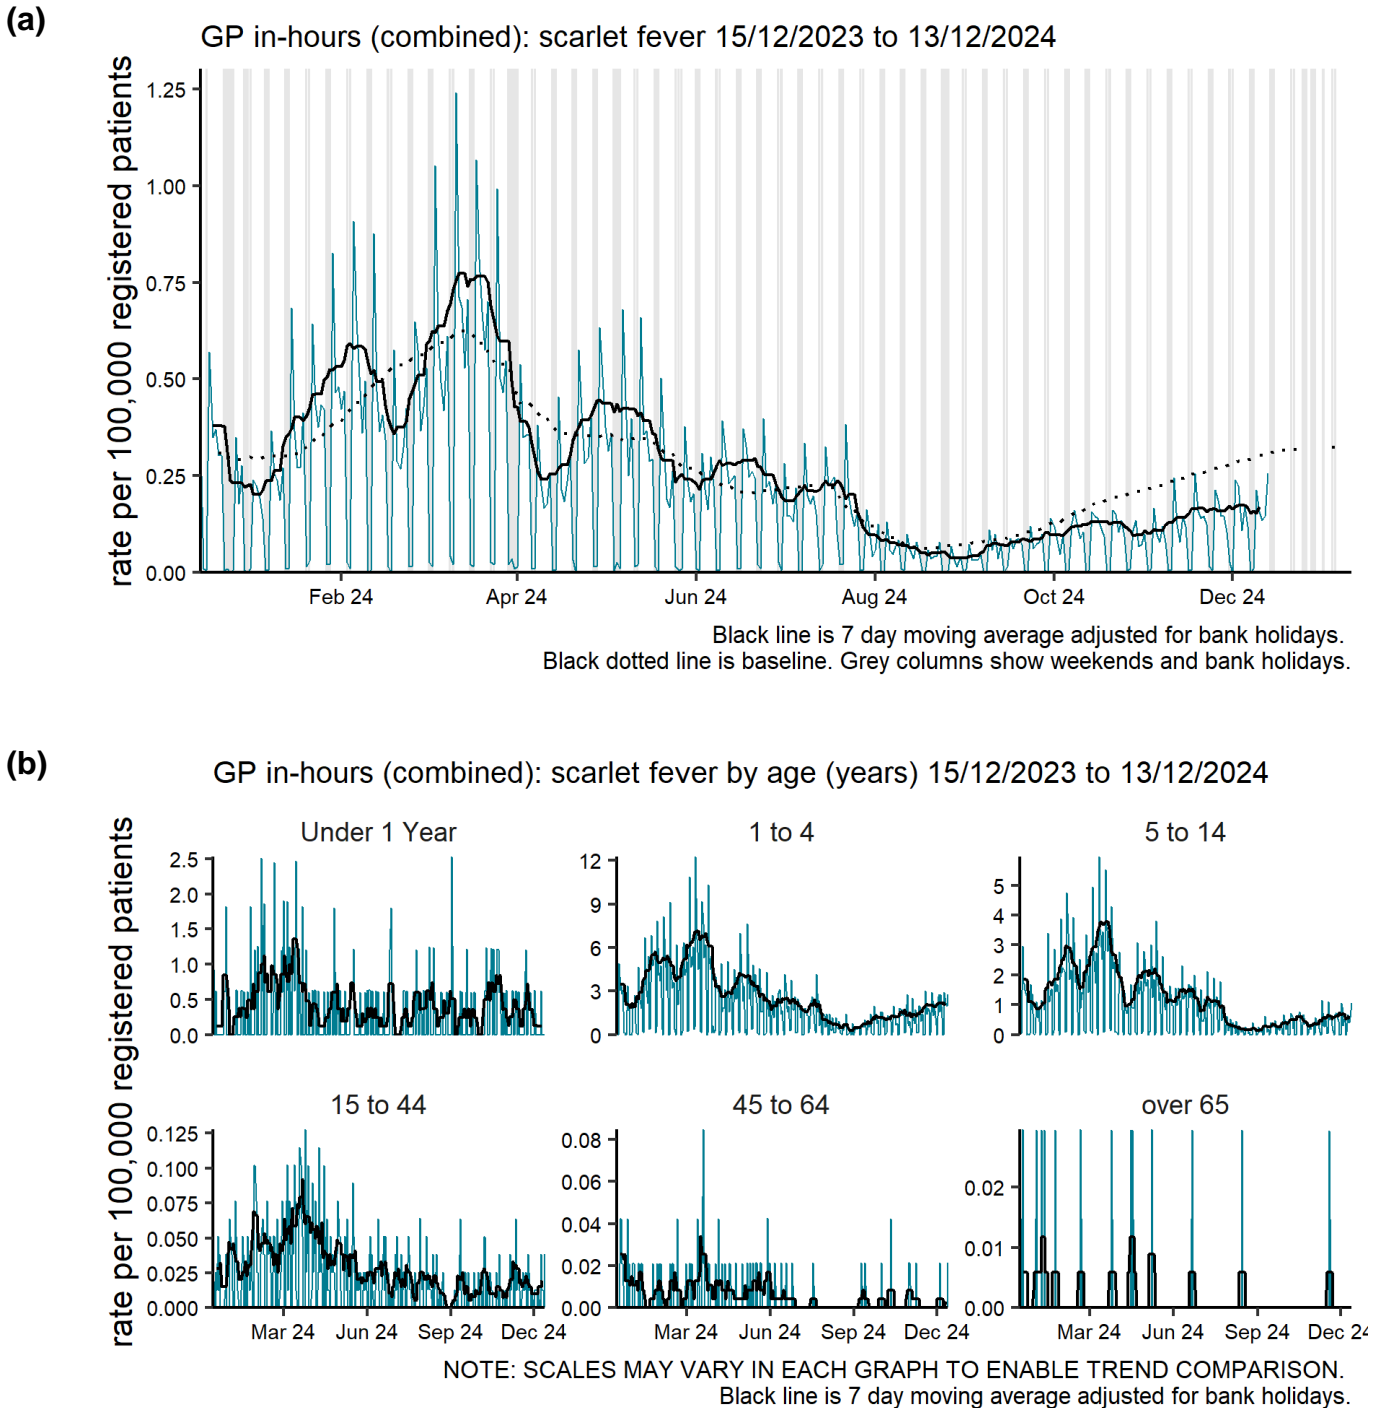 (a)
GP in-hours (combined): scarlet fever 15/12/2023 to 13/12/2024
rate per 100,000 registered patients
1.25
1.00
0.75
0.50
0.25
0.00
Feb 24 Apr 24 Jun 24 Aug 24 Oct 24 Dec 24
Black line is 7 day moving average adjusted for bank holidays.
Black dotted line is baseline. Grey columns show weekends and bank holidays.
(b)
GP in-hours (combined): scarlet fever by age (years) 15/12/2023 to 13/12/2024
rate per 100,000 registered patients
Under 1 Year
2.5
2.0
1.5
1.0
0.5
0.0
1 to 4
12
9
6
3
0
5 to 14
5
4
3
2
1
0
rate per 100,000 registered patients
15 to 44
0.125
0.100
0.075
0.050
0.025
0.000
Mar 24 Jun 24 Sep 24 Dec 24
45 to 64
0.08
0.06
0.04
0.02
0.00
Mar 24 Jun 24 Sep 24 Dec 24
over 65
0.02
0.01
0.00
Mar 24 Jun 24 Sep 24 Dec 24
NOTE: SCALES MAY VARY IN EACH GRAPH TO ENABLE TREND COMPARISON.
Black line is 7 day moving average adjusted for bank holidays.